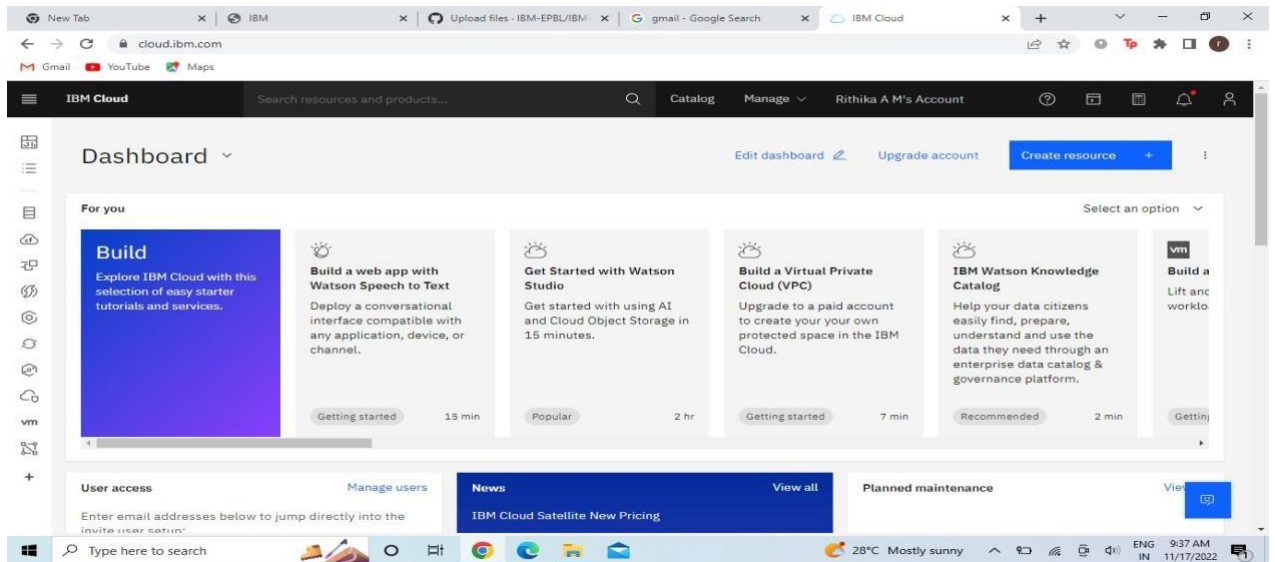 New Tab
IBM
Upload files · IBM-EPBL/IBM-
gmail - Google Search
IBM Cloud
cloud.ibm.com
Gmail
YouTube
Maps
IBM Cloud
Search resources and products...
Catalog
Manage
Rithika A M's Account
Dashboard
Edit dashboard
Upgrade account
Create resource +
For you
Select an option
Build
Explore IBM Cloud with this
selection of easy starter
tutorials and services.
Build a web app with
Watson Speech to Text
Deploy a conversational
interface compatible with
any application, device, or
channel.
Getting started
15 min
Get Started with Watson
Studio
Get started with using AI
and Cloud Object Storage in
15 minutes.
Popular
2 hr
Build a Virtual Private
Cloud (VPC)
Upgrade to a paid account
to create your your own
protected space in the IBM
Cloud.
Getting started
7 min
IBM Watson Knowledge
Catalog
Help your data citizens
easily find, prepare,
understand and use the
data they need through an
enterprise data catalog &
governance platform.
Recommended
2 min
vm
Build a
Lift and
worklo
Getting
vm
User access
Manage users
Enter email addresses below to jump directly into the
invite user setup:
News
View all
IBM Cloud Satellite New Pricing
Planned maintenance
Type here to search
28°C Mostly sunny
ENG
IN
9:37 AM
11/17/2022